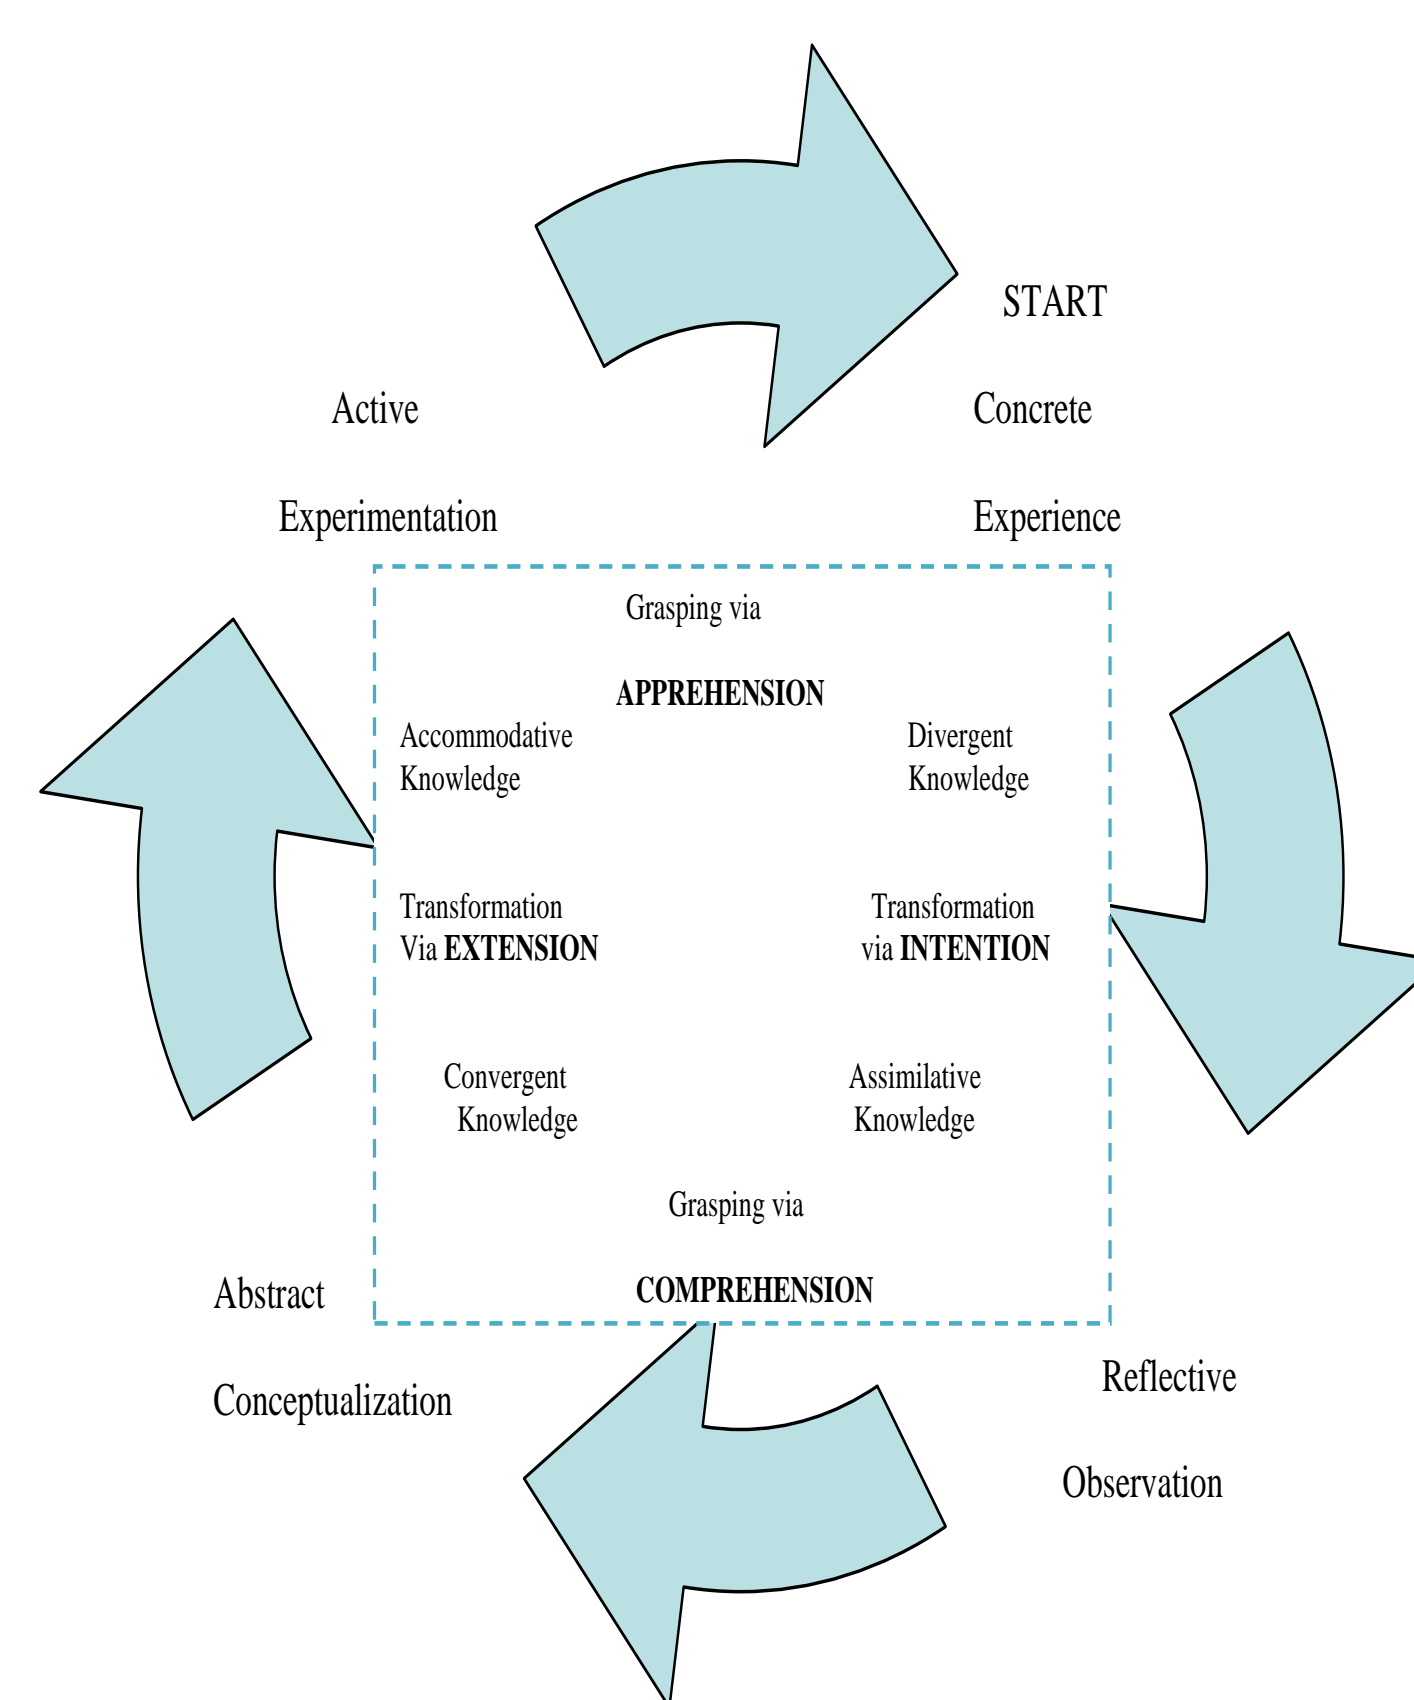 START
Active
Concrete
Experimentation
Experience
Grasping via
APPREHENSION
Accommodative
Knowledge
Divergent
Knowledge
Transformation
Via EXTENSION
Transformation
via INTENTION
Convergent
Knowledge
Assimilative
Knowledge
Grasping via
COMPREHENSION
Abstract
Conceptualization
Reflective
Observation